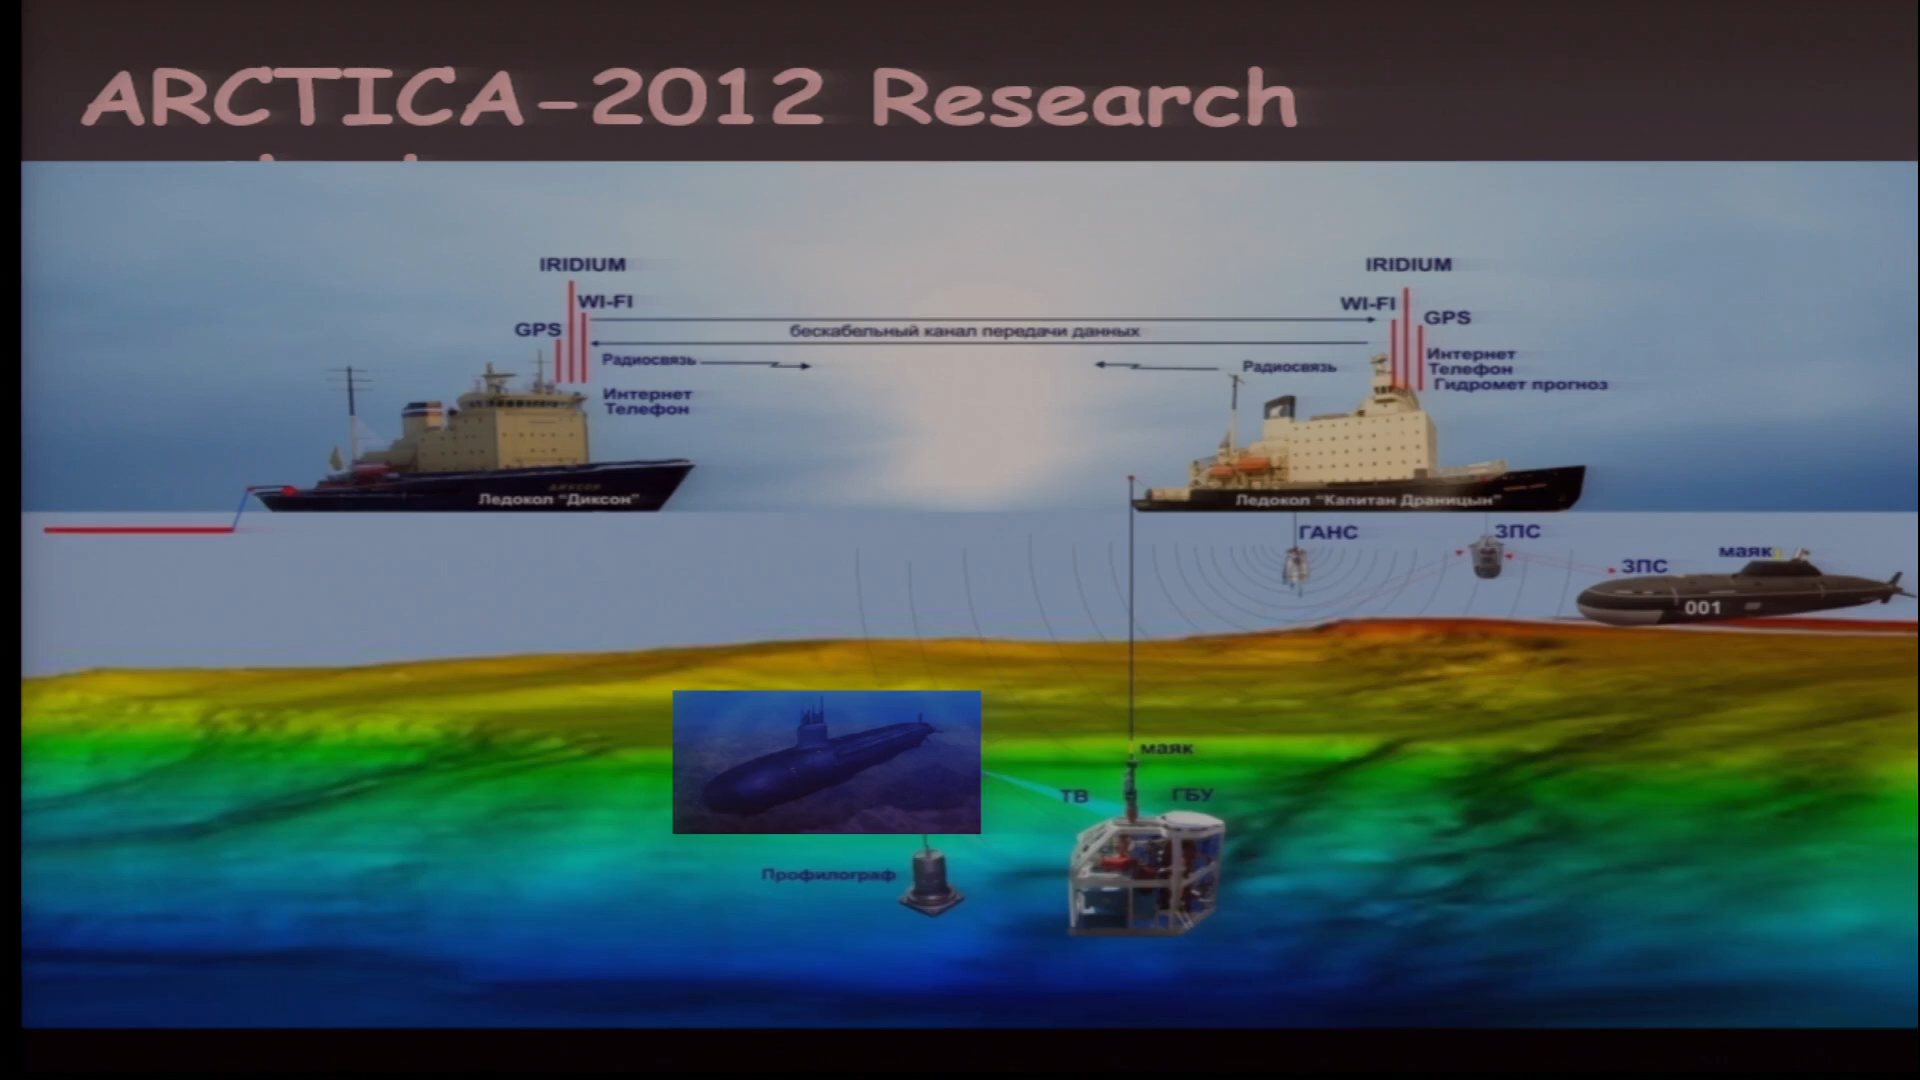 ARCTICA-2012 Research
IRIDIUM
WI-FI
GPS
IRIDIUM
WI-FI
GPS
бескабельный канал передачи данных
Радиосвязь
Интернет
Телефон
Радиосвязь
Интернет
Телефон
Гидромет прогноз
Ледокол "Диксон"
Ледокол "Капитан Драницын"
ГАНС
ЗПС
ЗПС
маяк
001
маяк
ТВ
ГБУ
Профилограф